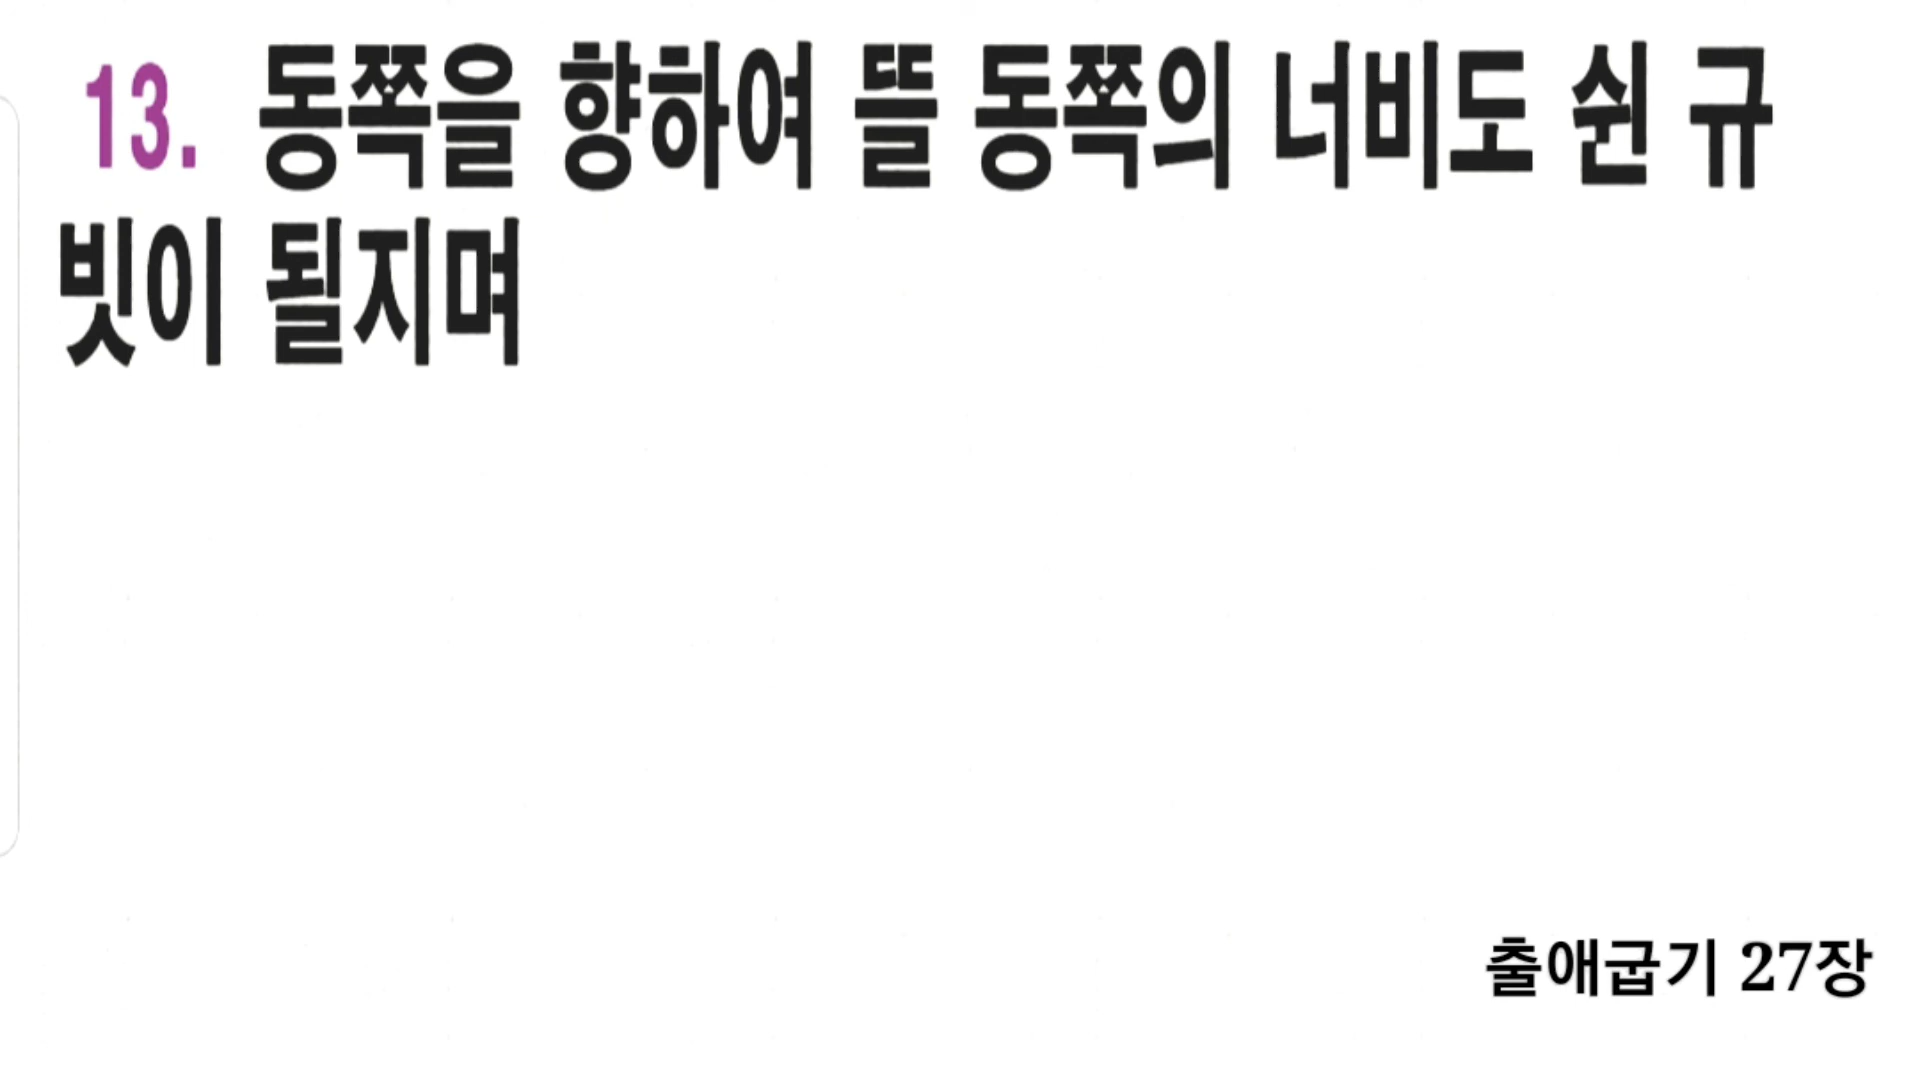 13. 동쪽을 향하여 뜰 동쪽의 너비도 쉰 규
빗이 될지며
출애굽기 27장